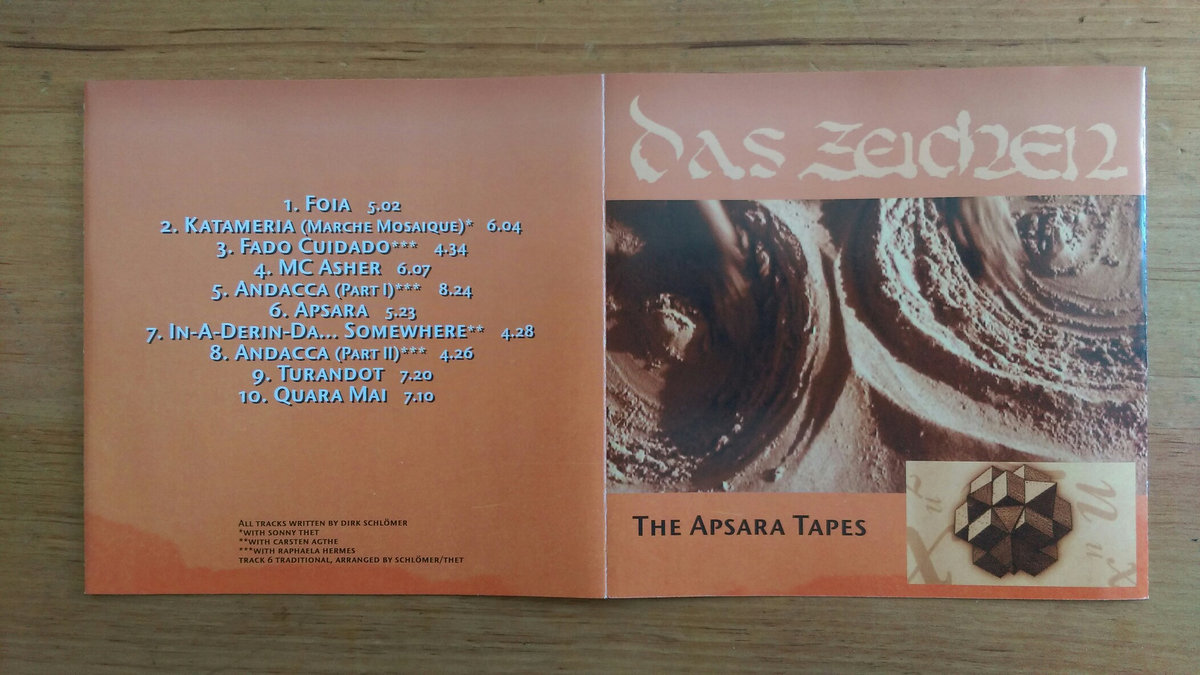 1. Foia 5.02
2. Katameria (Marche Mosaique)* 6.04
3. Fado Cuidado*** 4.34
4. MC Asher 6.07
5. Andacca (Part I)*** 8.24
6. Apsara 5.23
7. In-A-Derin-Da... Somewhere** 4.28
8. Andacca (Part II)*** 4.26
9. Turandot 7.20
10. Quara Mai 7.10
All tracks written by Dirk Schlömer
*with Sonny Thet
**with Carsten Agthe
***with Raphaela Hermes
Track 6 traditional, arranged by Schlömer/Thet
das zeichen
The Apsara Tapes